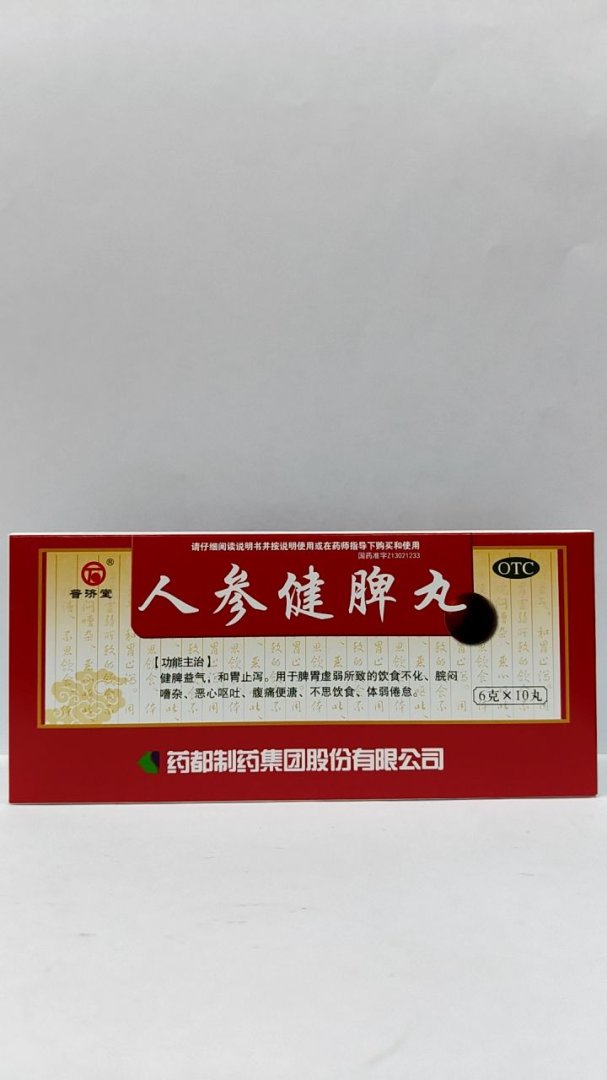 请仔细阅读说明书并按说明使用或在药师指导下购买和使用
国药准字Z13021233
普济堂
®
人参健脾丸
OTC
【功能主治】
健脾益气，和胃止泻。用于脾胃虚弱所致的饮食不化、脘闷
嘈杂、恶心呕吐、腹痛便溏、不思饮食、体弱倦怠。
6克×10丸
药都制药集团股份有限公司